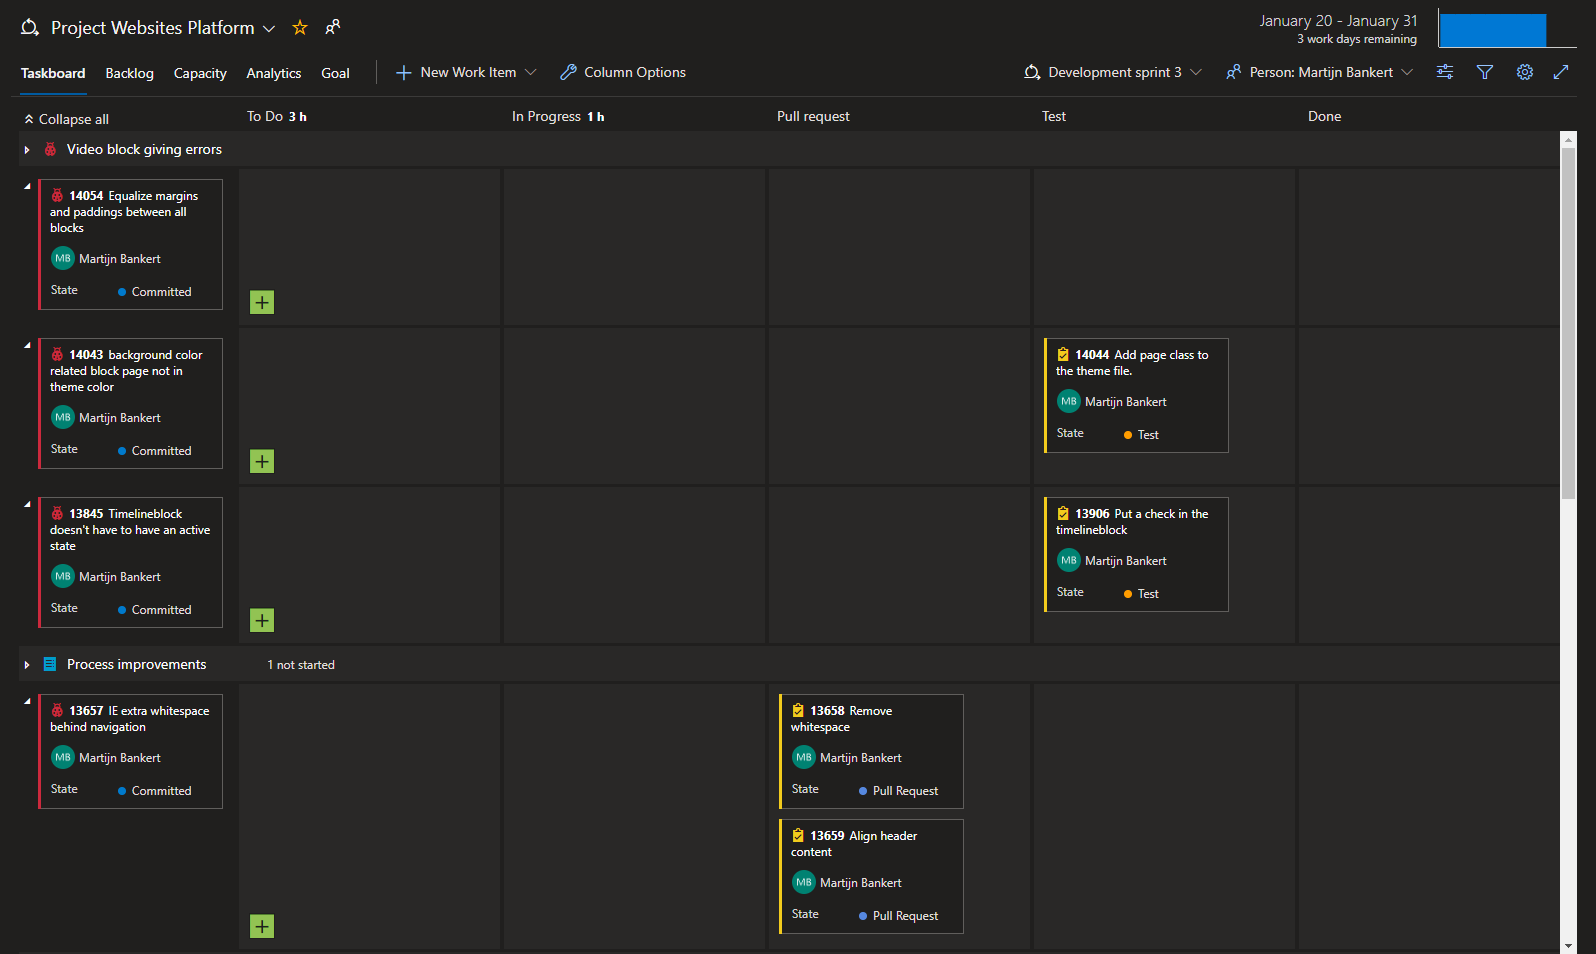 Project Websites Platform
January 20 - January 31
3 work days remaining
Taskboard Backlog Capacity Analytics Goal New Work Item Column Options Development sprint 3 Person: Martijn Bankert
Collapse all To Do 3 h In Progress 1 h Pull request Test Done
Video block giving errors
14054 Equalize margins
and paddings between all
blocks
MB Martijn Bankert
State Committed
14043 background color
related block page not in
theme color
MB Martijn Bankert
State Committed
14044 Add page class to
the theme file.
MB Martijn Bankert
State Test
13845 Timelineblock
doesn't have to have an active
state
MB Martijn Bankert
State Committed
13906 Put a check in the
timelineblock
MB Martijn Bankert
State Test
Process improvements 1 not started
13657 IE extra whitespace
behind navigation
MB Martijn Bankert
State Committed
13658 Remove
whitespace
MB Martijn Bankert
State Pull Request
13659 Align header
content
MB Martijn Bankert
State Pull Request